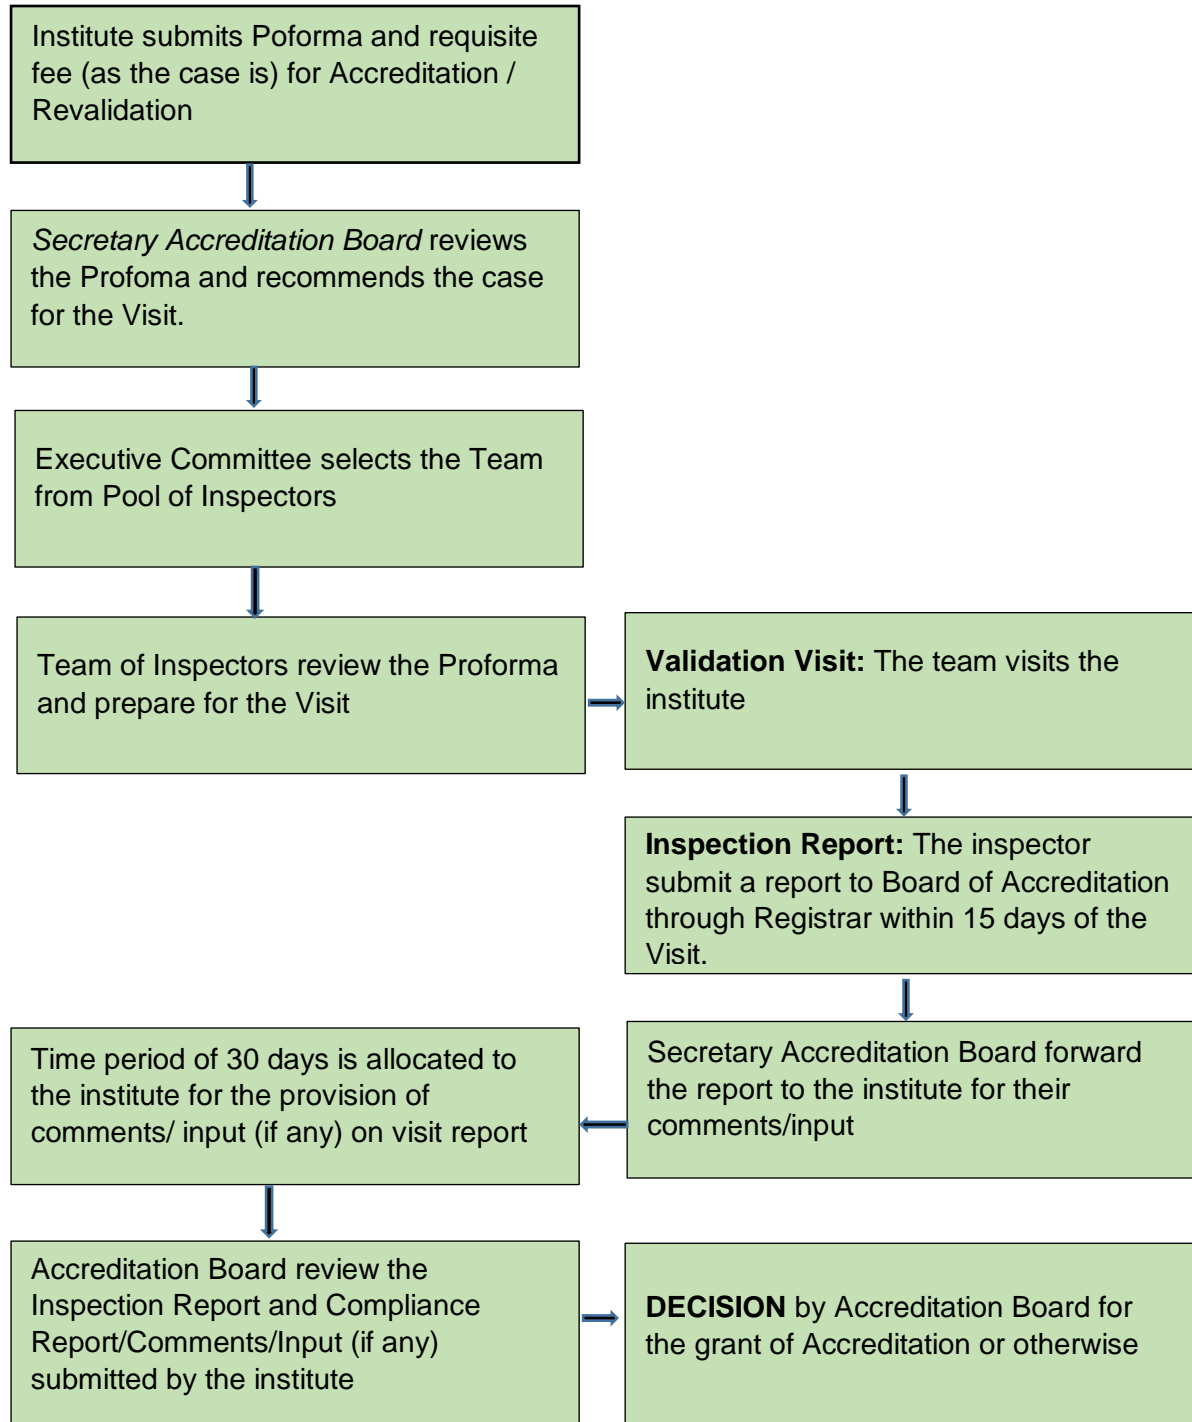 Institute submits Poforma and requisite
fee (as the case is) for Accreditation /
Revalidation
Secretary Accreditation Board reviews
the Profoma and recommends the case
for the Visit.
Executive Committee selects the Team
from Pool of Inspectors
Team of Inspectors review the Proforma
and prepare for the Visit
Validation Visit: The team visits the
institute
Inspection Report: The inspector
submit a report to Board of Accreditation
through Registrar within 15 days of the
Visit.
Secretary Accreditation Board forward
the report to the institute for their
comments/input
Time period of 30 days is allocated to
the institute for the provision of
comments/ input (if any) on visit report
Accreditation Board review the
Inspection Report and Compliance
Report/Comments/Input (if any)
submitted by the institute
DECISION by Accreditation Board for
the grant of Accreditation or otherwise